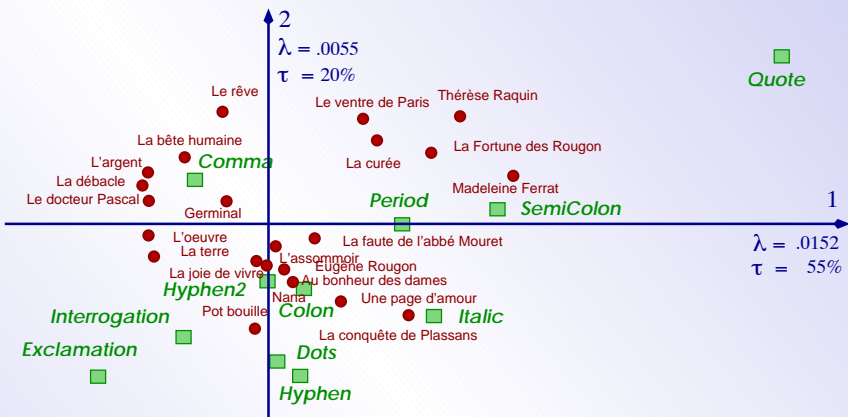 2
λ = .0055
τ = 20%
Quote
Le rêve
Le ventre de Paris
Thérèse Raquin
La bête humaine
La Fortune des Rougon
L'argent
Comma
La curée
La débacle
Madeleine Ferrat
Le docteur Pascal
Period
1
Germinal
SemiColon
L'oeuvre
La faute de l'abbé Mouret
λ = .0152
La terre
L'assommoir
τ = 55%
La joie de vivre
Eugène Rougon
Au bonheur des dames
Hyphen2
Nana
Une page d'amour
Interrogation
Pot bouille
Colon
Italic
La conquête de Plassans
Exclamation
Dots
Hyphen